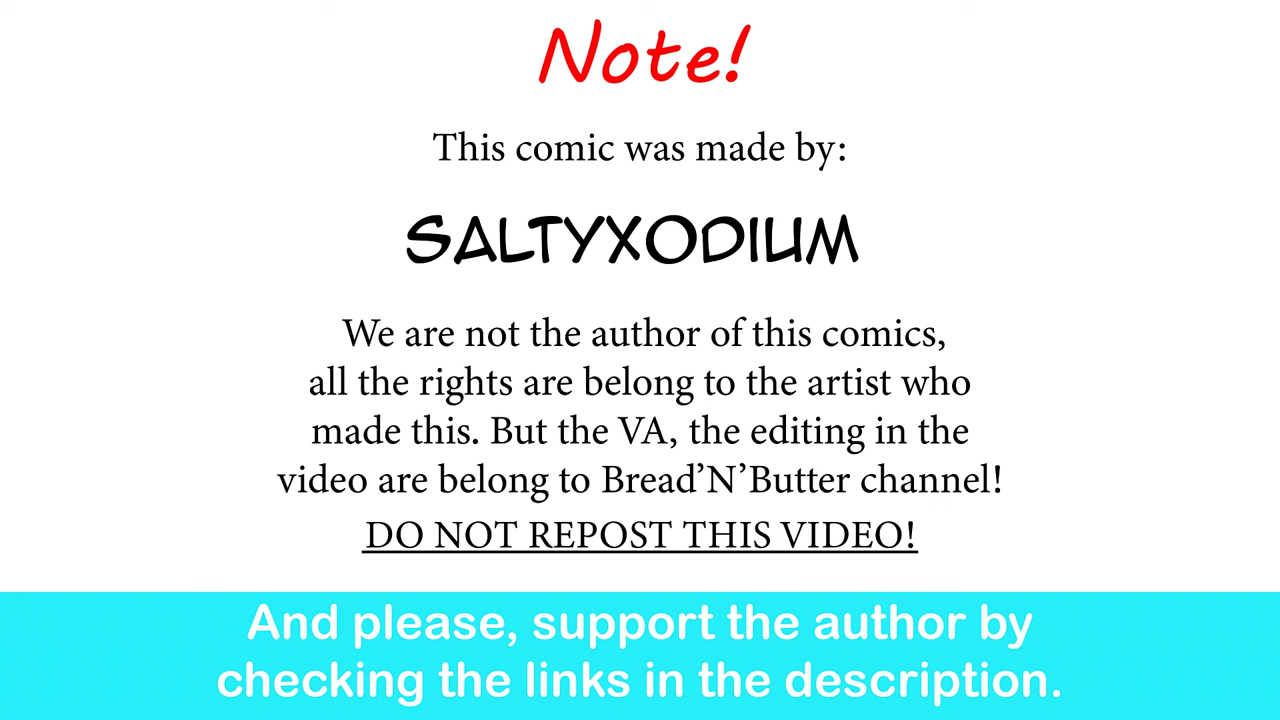 Note!
This comic was made by:
SALTYXODIUM
We are not the author of this comics,
all the rights are belong to the artist who
made this. But the VA, the editing in the
video are belong to Bread’N’Butter channel!
DO NOT REPOST THIS VIDEO!
And please, support the author by
checking the links in the description.